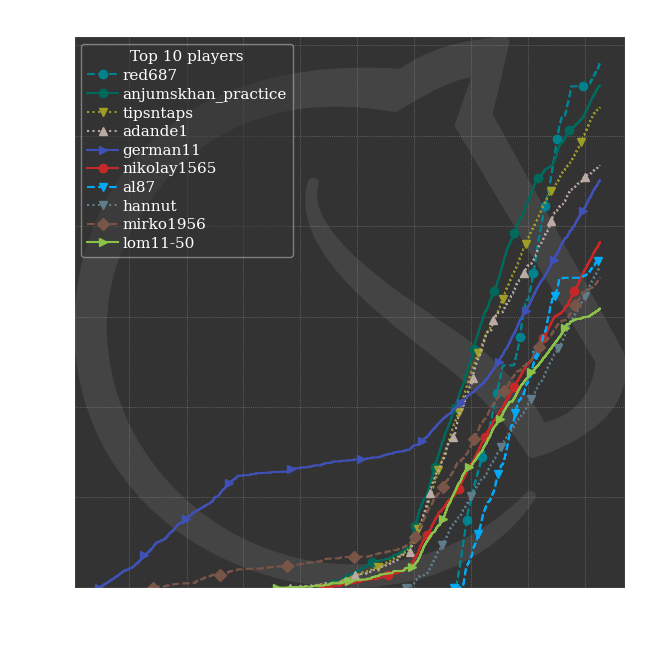 Top 10 players
red687
anjumskhan_practice
tipsntaps
adande1
german11
nikolay1565
al87
hannut
mirko1956
lom11-50